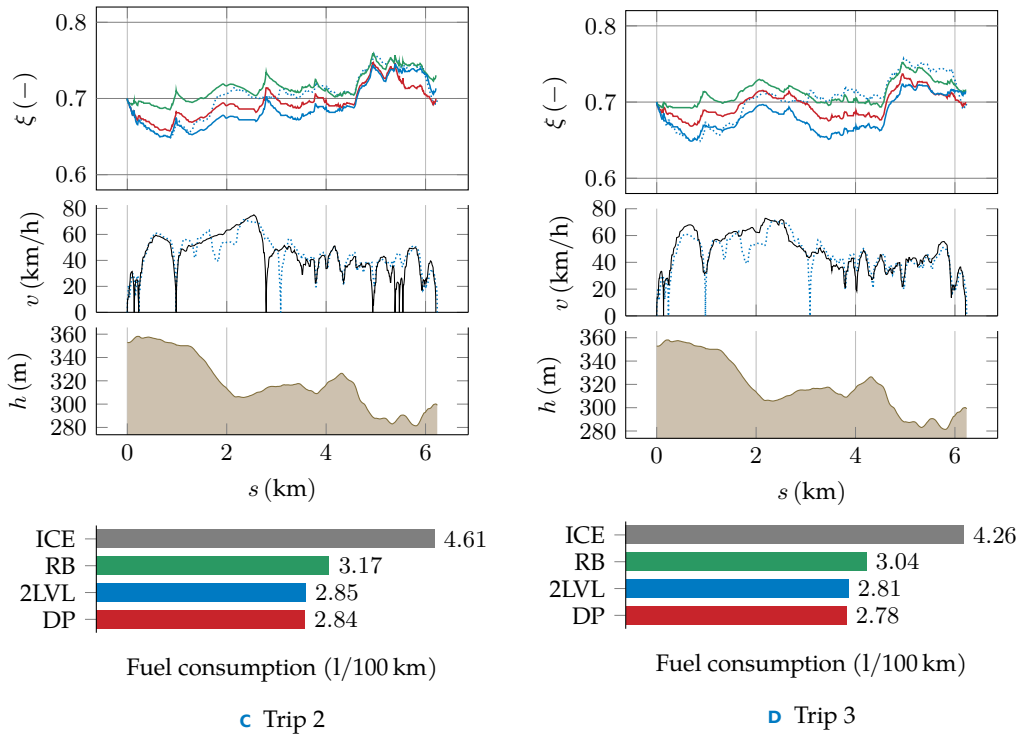 0.8
0.7
0.6
ξ (−)
80
60
40
20
0
v (km/h)
360
340
320
300
280
h (m)
0 2 4 6
s (km)
ICE 4.61
RB 3.17
2LVL 2.85
DP 2.84
Fuel consumption (l/100 km)
C Trip 2
0.8
0.7
0.6
ξ (−)
80
60
40
20
0
v (km/h)
360
340
320
300
280
h (m)
0 2 4 6
s (km)
ICE 4.26
RB 3.04
2LVL 2.81
DP 2.78
Fuel consumption (l/100 km)
D Trip 3